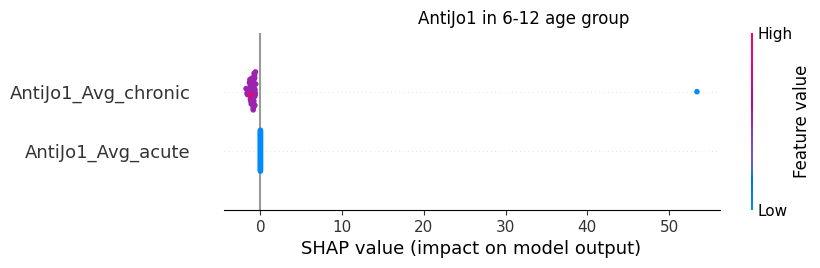 AntiJo1 in 6-12 age group
High
AntiJo1_Avg_chronic
AntiJo1_Avg_acute
Feature value
Low
0 10 20 30 40 50
SHAP value (impact on model output)